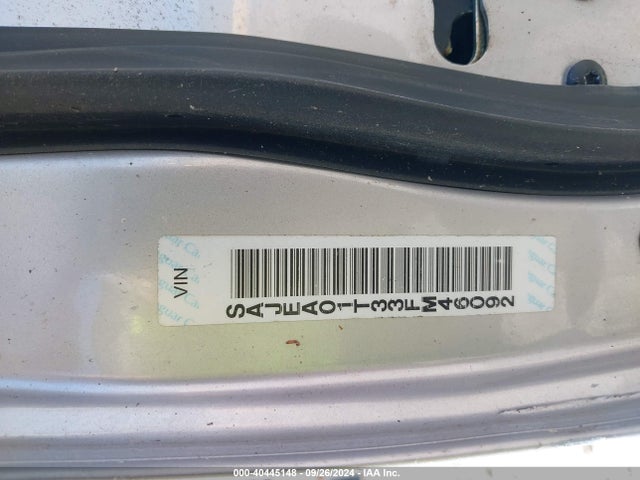 VIN
SAJEA01T33FM46092
000-40445148 - 09/26/2024 - IAA Inc.